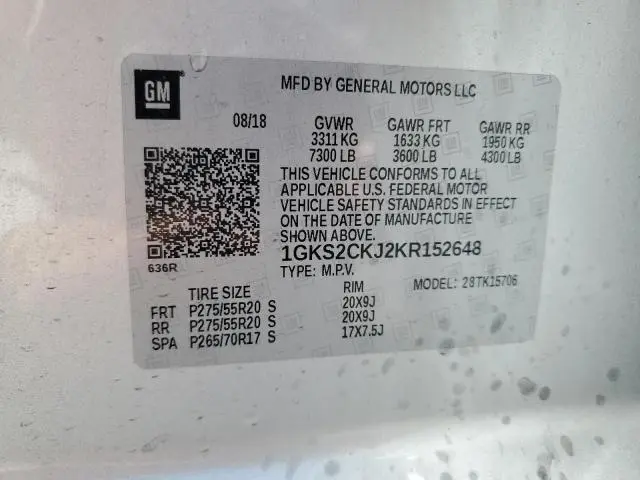 GM
MFD BY GENERAL MOTORS LLC
08/18 GVWR GAWR FRT GAWR RR
3311 KG 1633 KG 1950 KG
7300 LB 3600 LB 4300 LB
THIS VEHICLE CONFORMS TO ALL
APPLICABLE U.S. FEDERAL MOTOR
VEHICLE SAFETY STANDARDS IN EFFECT
ON THE DATE OF MANUFACTURE
SHOWN ABOVE.
1GKS2CKJ2KR152648
636R
TYPE: M.P.V.
MODEL: 28TK15706
TIRE SIZE RIM
FRT P275/55R20 S 20X9J
RR P275/55R20 S 20X9J
SPA P265/70R17 S 17X7.5J